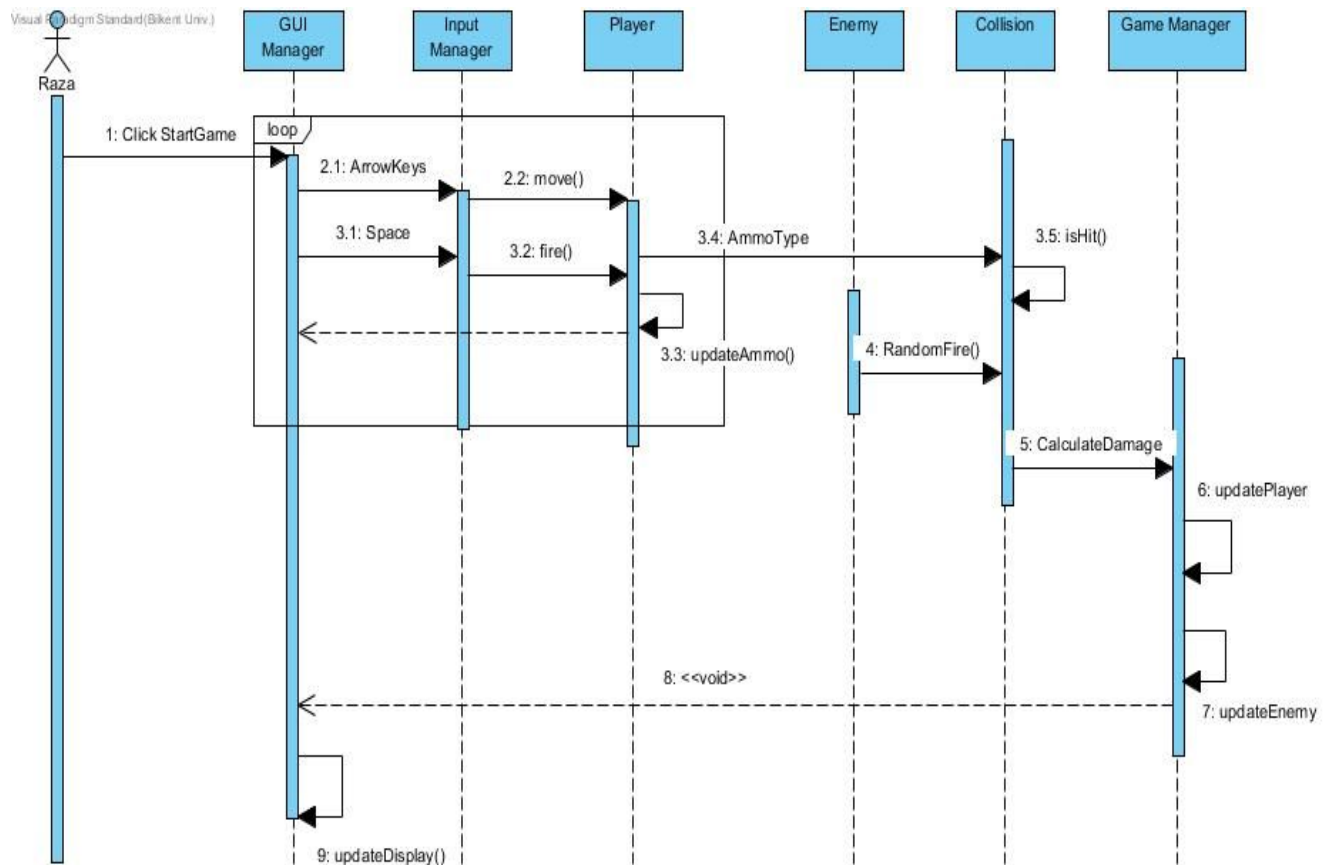 Visual Paradigm Standard(Bilkent Univ.)
GUI
Manager
Input
Manager
Player
Enemy
Collision
Game Manager
Raza
loop
1: Click StartGame
2.1: ArrowKeys
2.2: move()
3.1: Space
3.2: fire()
3.4: AmmoType
3.5: isHit()
3.3: updateAmmo()
4: RandomFire()
5: CalculateDamage
6: updatePlayer
8: <<void>>
7: updateEnemy
9: updateDisplay()